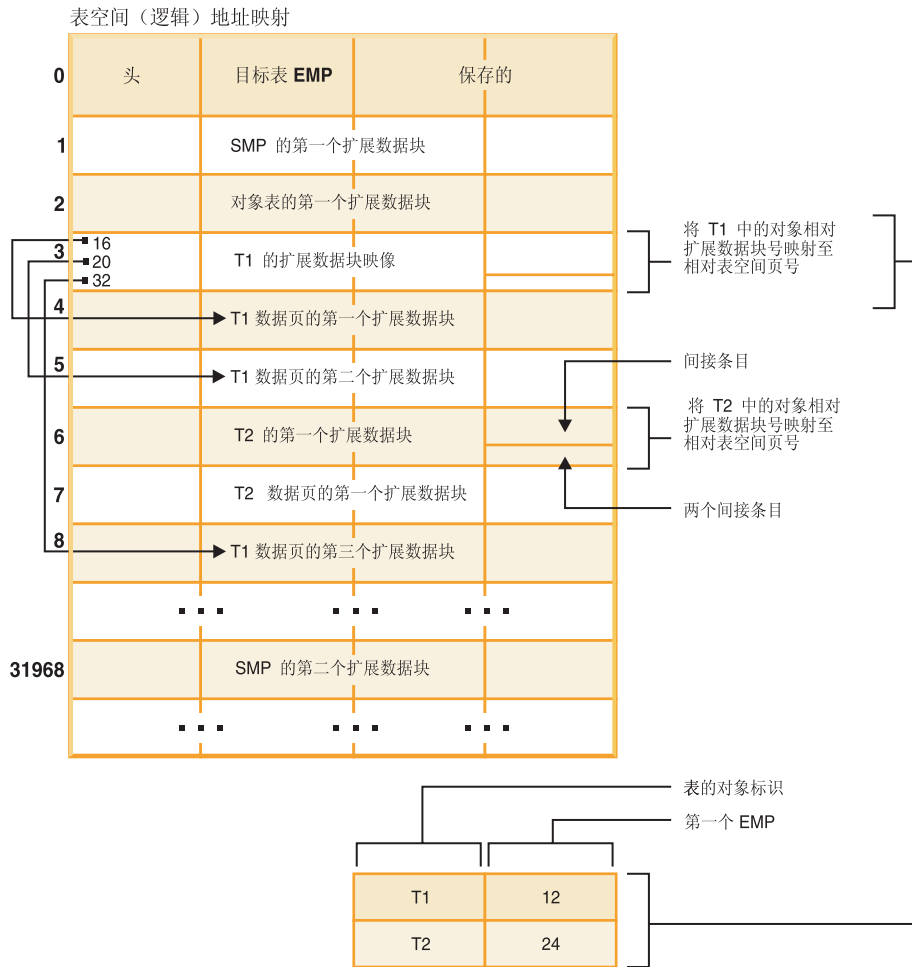 表空间（逻辑）地址映射
0
头
目标表 EMP
保存的
1
SMP 的第一个扩展数据块
2
对象表的第一个扩展数据块
3
16
20
32
T1 的扩展数据块映像
将 T1 中的对象相对
扩展数据块号映射至
相对表空间页号
4
T1 数据页的第一个扩展数据块
5
T1 数据页的第二个扩展数据块
间接条目
6
T2 的第一个扩展数据块
将 T2 中的对象相对
扩展数据块号映射至
相对表空间页号
7
T2 数据页的第一个扩展数据块
两个间接条目
8
T1 数据页的第三个扩展数据块
31968
SMP 的第二个扩展数据块
表的对象标识
第一个 EMP
T1
12
T2
24